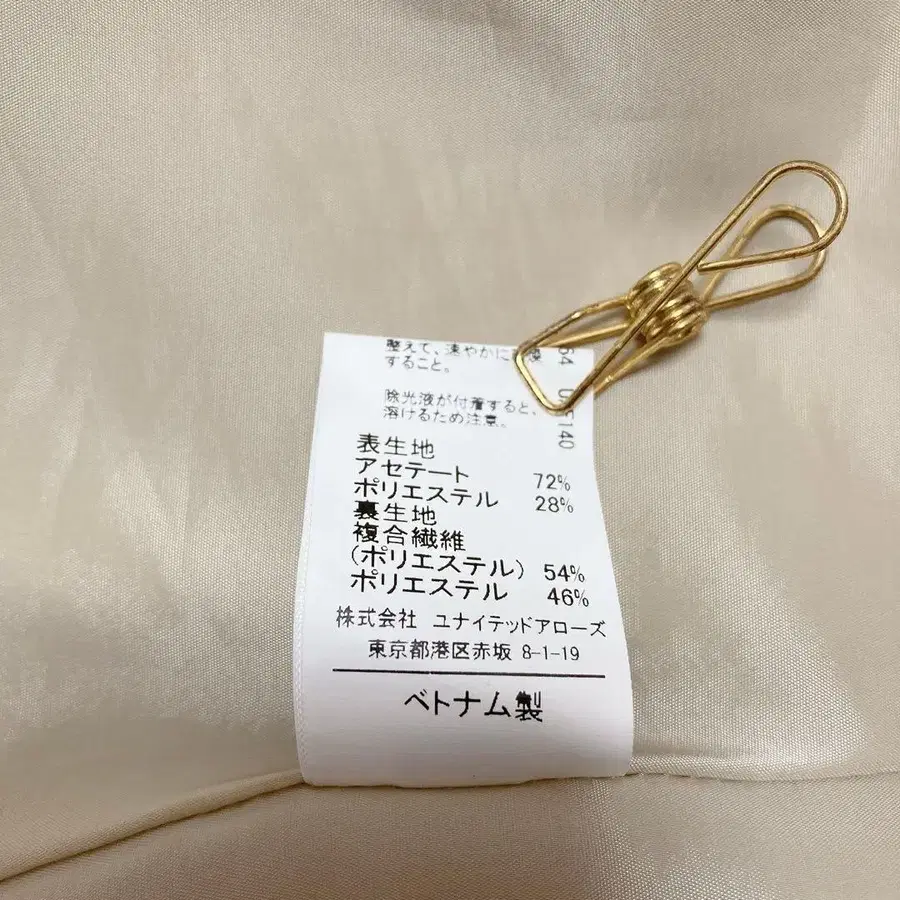 整えて、速やかに
すること。
除光液が付着すると、
溶けるため注意。
表生地
アセテート 72%
ポリエステル 28%
裏生地
複合繊維
(ポリエステル) 54%
ポリエステル 46%
株式会社 ユナイテッドアローズ
東京都港区赤坂 8-1-19
ベトナム製
64
140